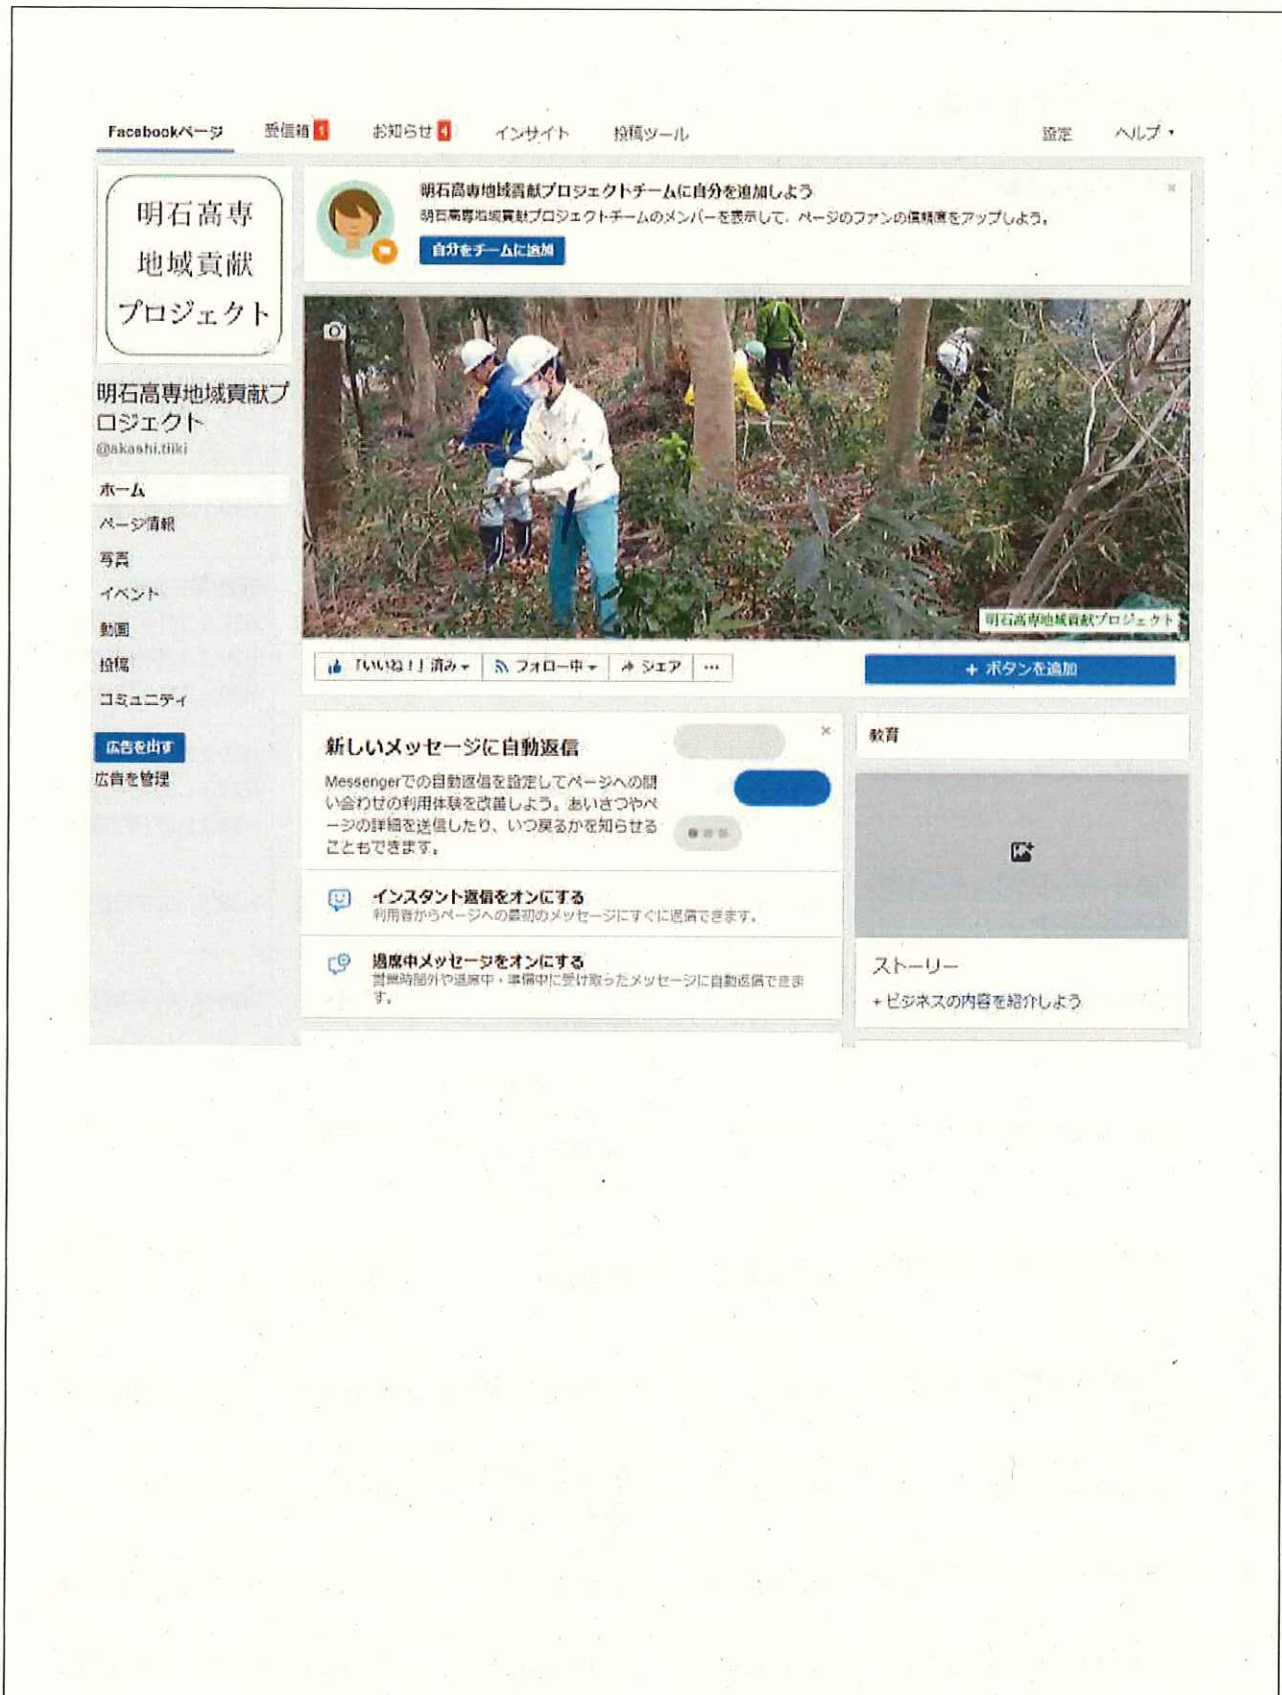 Facebookページ 受信箱 1 お知らせ 4 インサイト 投稿ツール 設定 ヘルプ
明石高専
地域貢献
プロジェクト
明石高専地域貢献プ
ロジェクト
@akashi.tiiki
ホーム
ページ情報
写真
イベント
動画
投稿
コミュニティ
広告を出す
広告を管理
明石高専地域貢献プロジェクトチームに自分を追加しよう
明石高専地域貢献プロジェクトチームのメンバーを表示して、ページのファンの信頼度をアップしよう。
自分をチームに追加
明石高専地域貢献プロジェクト
「いいね!」済み フォロー中 シェア ...
+ ボタンを追加
新しいメッセージに自動返信
Messengerでの自動返信を設定してページへの問
い合わせの利用体験を改善しよう。あいさつやペ
ージの詳細を送信したり、いつ戻るかを知らせる
こともできます。
インスタント返信をオンにする
利用者からページへの最初のメッセージにすぐに返信できます。
退席中メッセージをオンにする
営業時間外や退席中・準備中に受け取ったメッセージに自動返信できま
す。
教育
ストーリー
+ ビジネスの内容を紹介しよう